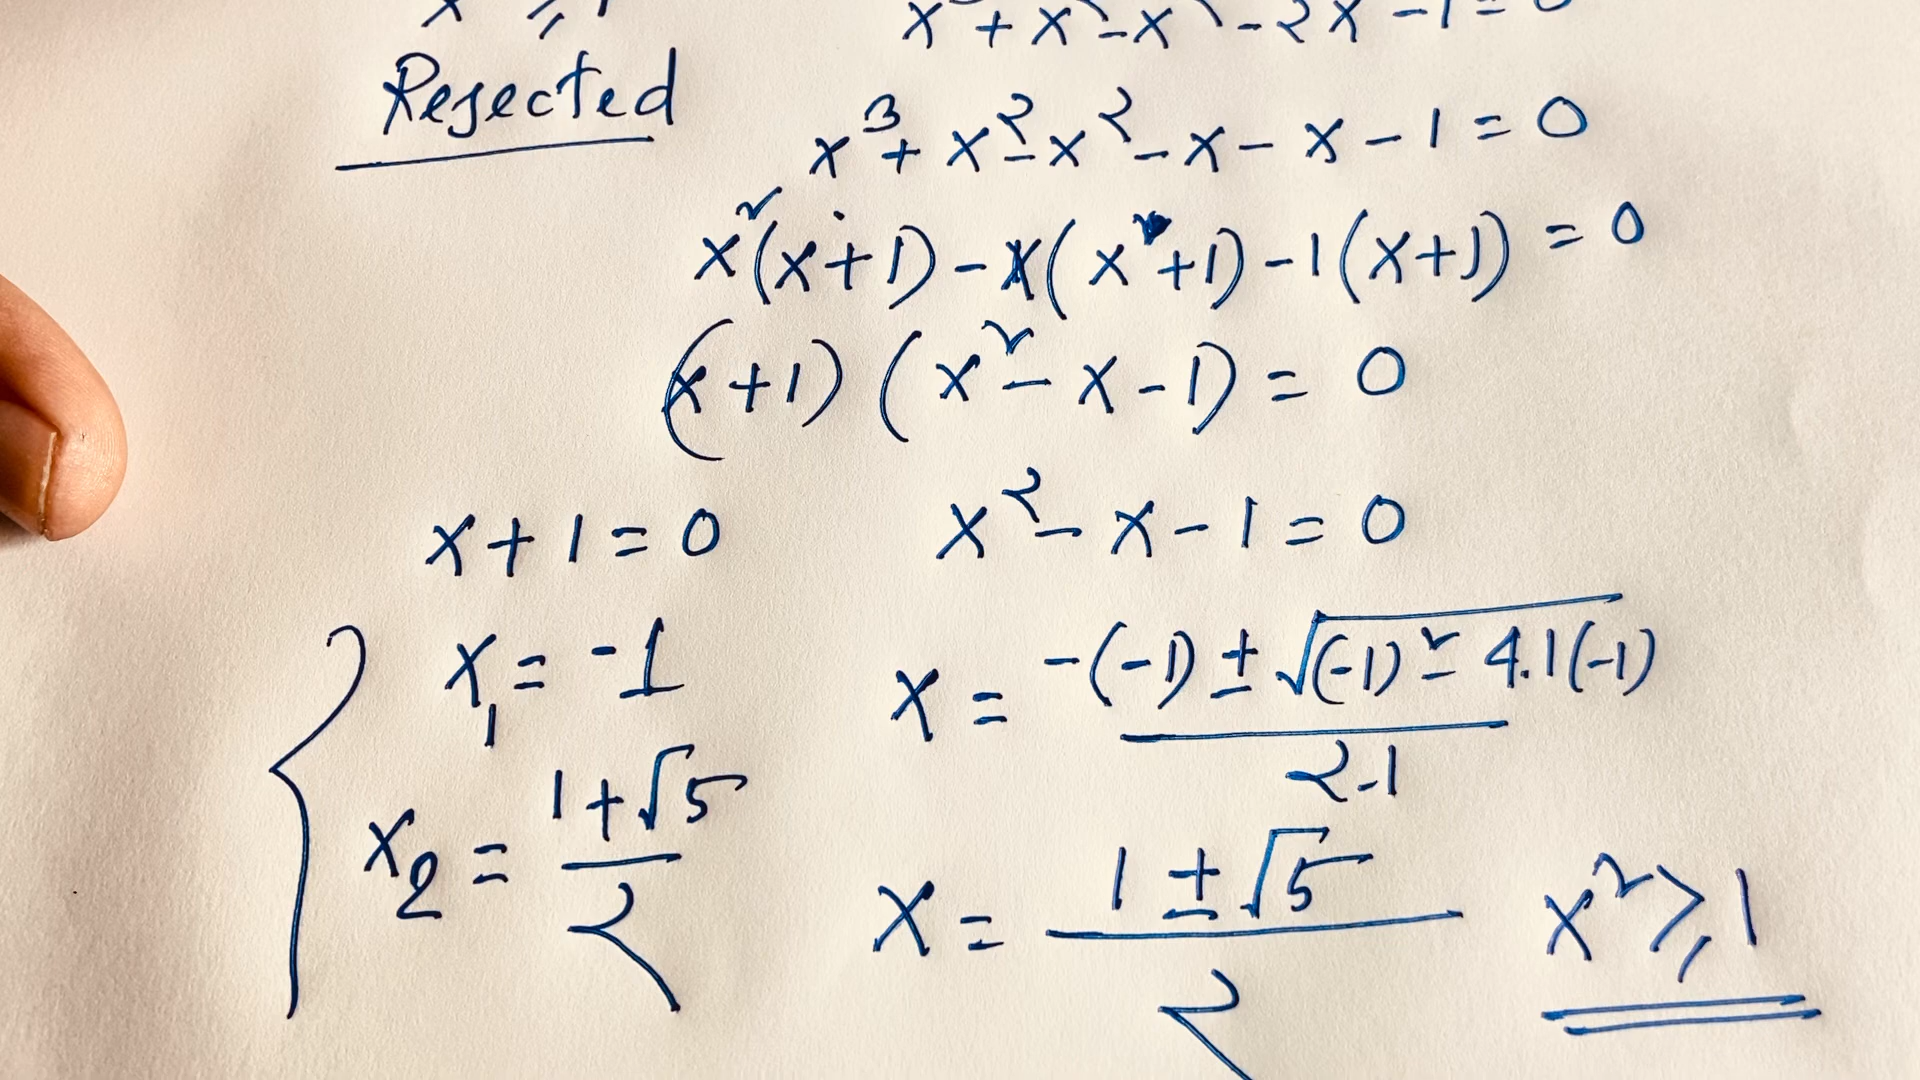 Rejected
x³ + x² - x² - x - x - 1 = 0
x²(x+1) - x(x+1) - 1(x+1) = 0
(x+1)(x² - x - 1) = 0
x + 1 = 0
x² - x - 1 = 0
x₁ = -1
x = (-(-1) ± √((-1)² - 4.1(-1))) / 2.1
x₂ = (1 + √5) / 2
x = (1 ± √5) / 2
x² ≥ 1